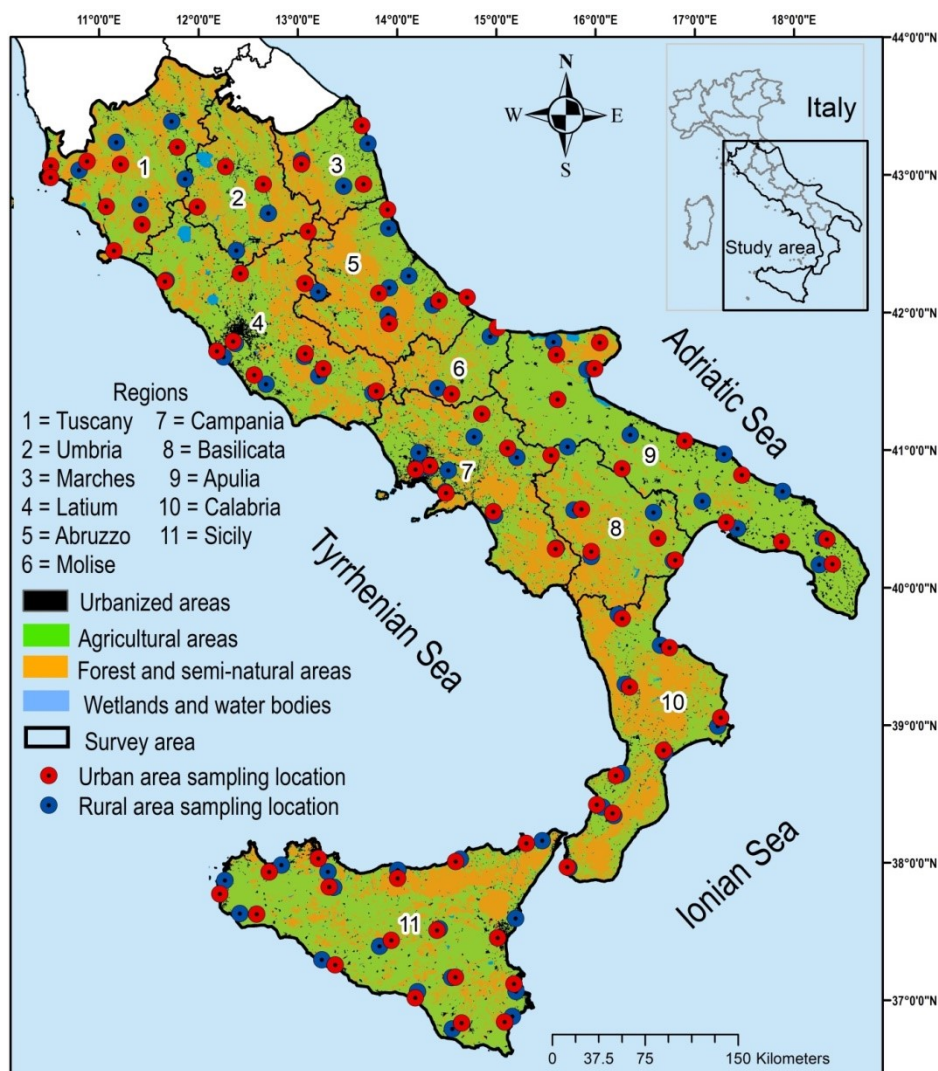 11°0'0"E 12°0'0"E 13°0'0"E 14°0'0"E 15°0'0"E 16°0'0"E 17°0'0"E 18°0'0"E
44°0'0"N
43°0'0"N
42°0'0"N
41°0'0"N
40°0'0"N
39°0'0"N
38°0'0"N
37°0'0"N
N
W E
S
Italy
Study area
1
2
3
4
5
6
7
8
9
10
11
Adriatic Sea
Tyrrhenian Sea
Ionian Sea
Regions
1 = Tuscany 7 = Campania
2 = Umbria 8 = Basilicata
3 = Marches 9 = Apulia
4 = Latium 10 = Calabria
5 = Abruzzo 11 = Sicily
6 = Molise
Urbanized areas
Agricultural areas
Forest and semi-natural areas
Wetlands and water bodies
Survey area
Urban area sampling location
Rural area sampling location
0 37.5 75 150 Kilometers